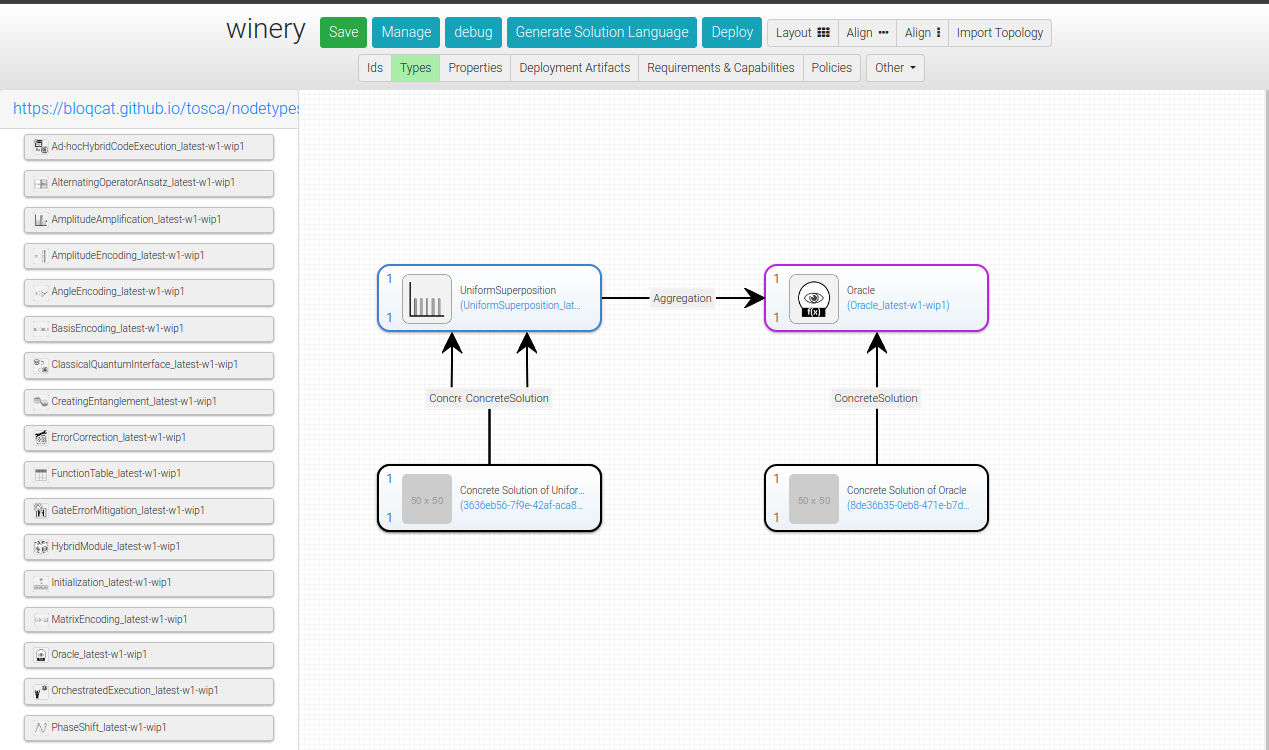 winery Save Manage debug Generate Solution Language Deploy Layout Align Align Import Topology
Ids Types Properties Deployment Artifacts Requirements & Capabilities Policies Other
https://bloqcat.github.io/tosca/nodetypes
Ad-hocHybridCodeExecution_latest-w1-wip1
AlternatingOperatorAnsatz_latest-w1-wip1
AmplitudeAmplification_latest-w1-wip1
AmplitudeEncoding_latest-w1-wip1
AngleEncoding_latest-w1-wip1
BasisEncoding_latest-w1-wip1
ClassicalQuantumInterface_latest-w1-wip1
CreatingEntanglement_latest-w1-wip1
ErrorCorrection_latest-w1-wip1
FunctionTable_latest-w1-wip1
GateErrorMitigation_latest-w1-wip1
HybridModule_latest-w1-wip1
Initialization_latest-w1-wip1
MatrixEncoding_latest-w1-wip1
Oracle_latest-w1-wip1
OrchestratedExecution_latest-w1-wip1
PhaseShift_latest-w1-wip1
1
UniformSuperposition
(UniformSuperposition_lat...
1
Aggregation
1
Oracle
(Oracle_latest-w1-wip1)
f(x)
1
Concre
ConcreteSolution
ConcreteSolution
1
50 x 50
Concrete Solution of Unifor...
(3636eb56-7f9e-42af-aca8...
1
1
50 x 50
Concrete Solution of Oracle
(8de36b35-0eb8-471e-b7d...
1